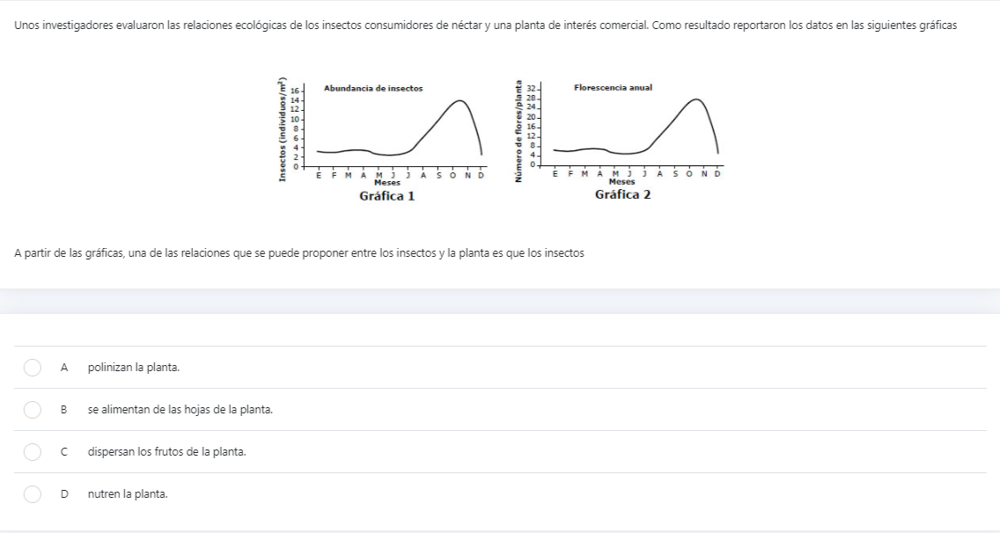 Unos investigadores evaluaron las relaciones ecológicas de los insectos consumidores de néctar y una planta de interés comercial. Como resultado reportaron los datos en las siguientes gráficas
Insectos (individuos/m²)
16
14
12
10
8
6
4
2
0
Abundancia de insectos
E F M A M J J A S O N D
Meses
Gráfica 1
Número de flores/planta
32
28
24
20
16
12
8
4
0
Florescencia anual
E F M A M J J A S O N D
Meses
Gráfica 2
A partir de las gráficas, una de las relaciones que se puede proponer entre los insectos y la planta es que los insectos
A polinizan la planta.
B se alimentan de las hojas de la planta.
C dispersan los frutos de la planta.
D nutren la planta.